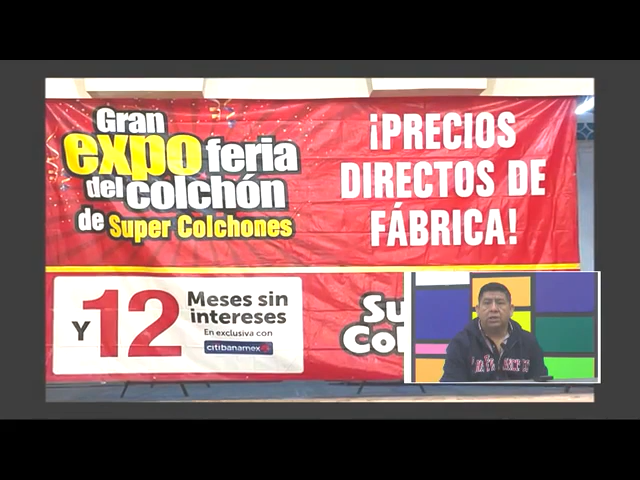 Gran
expo feria
del colchón
de Super Colchones
¡PRECIOS
DIRECTOS DE
FÁBRICA!
Y 12
Meses sin
intereses
En exclusiva con
citibanamex
Su
Col